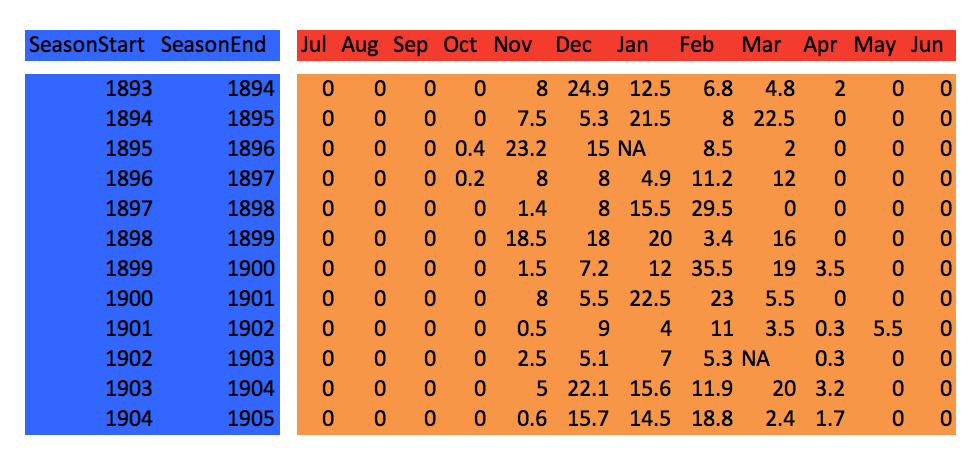 SeasonStart SeasonEnd Jul Aug Sep Oct Nov Dec Jan Feb Mar Apr May Jun
1893 1894 0 0 0 0 8 24.9 12.5 6.8 4.8 2 0 0
1894 1895 0 0 0 0 7.5 5.3 21.5 8 22.5 0 0 0
1895 1896 0 0 0 0.4 23.2 15 NA 8.5 2 0 0 0
1896 1897 0 0 0 0.2 8 8 4.9 11.2 12 0 0 0
1897 1898 0 0 0 0 1.4 8 15.5 29.5 0 0 0 0
1898 1899 0 0 0 0 18.5 18 20 3.4 16 0 0 0
1899 1900 0 0 0 0 1.5 7.2 12 35.5 19 3.5 0 0
1900 1901 0 0 0 0 8 5.5 22.5 23 5.5 0 0 0
1901 1902 0 0 0 0 0.5 9 4 11 3.5 0.3 5.5 0
1902 1903 0 0 0 0 2.5 5.1 7 5.3 NA 0.3 0 0
1903 1904 0 0 0 0 5 22.1 15.6 11.9 20 3.2 0 0
1904 1905 0 0 0 0 0.6 15.7 14.5 18.8 2.4 1.7 0 0